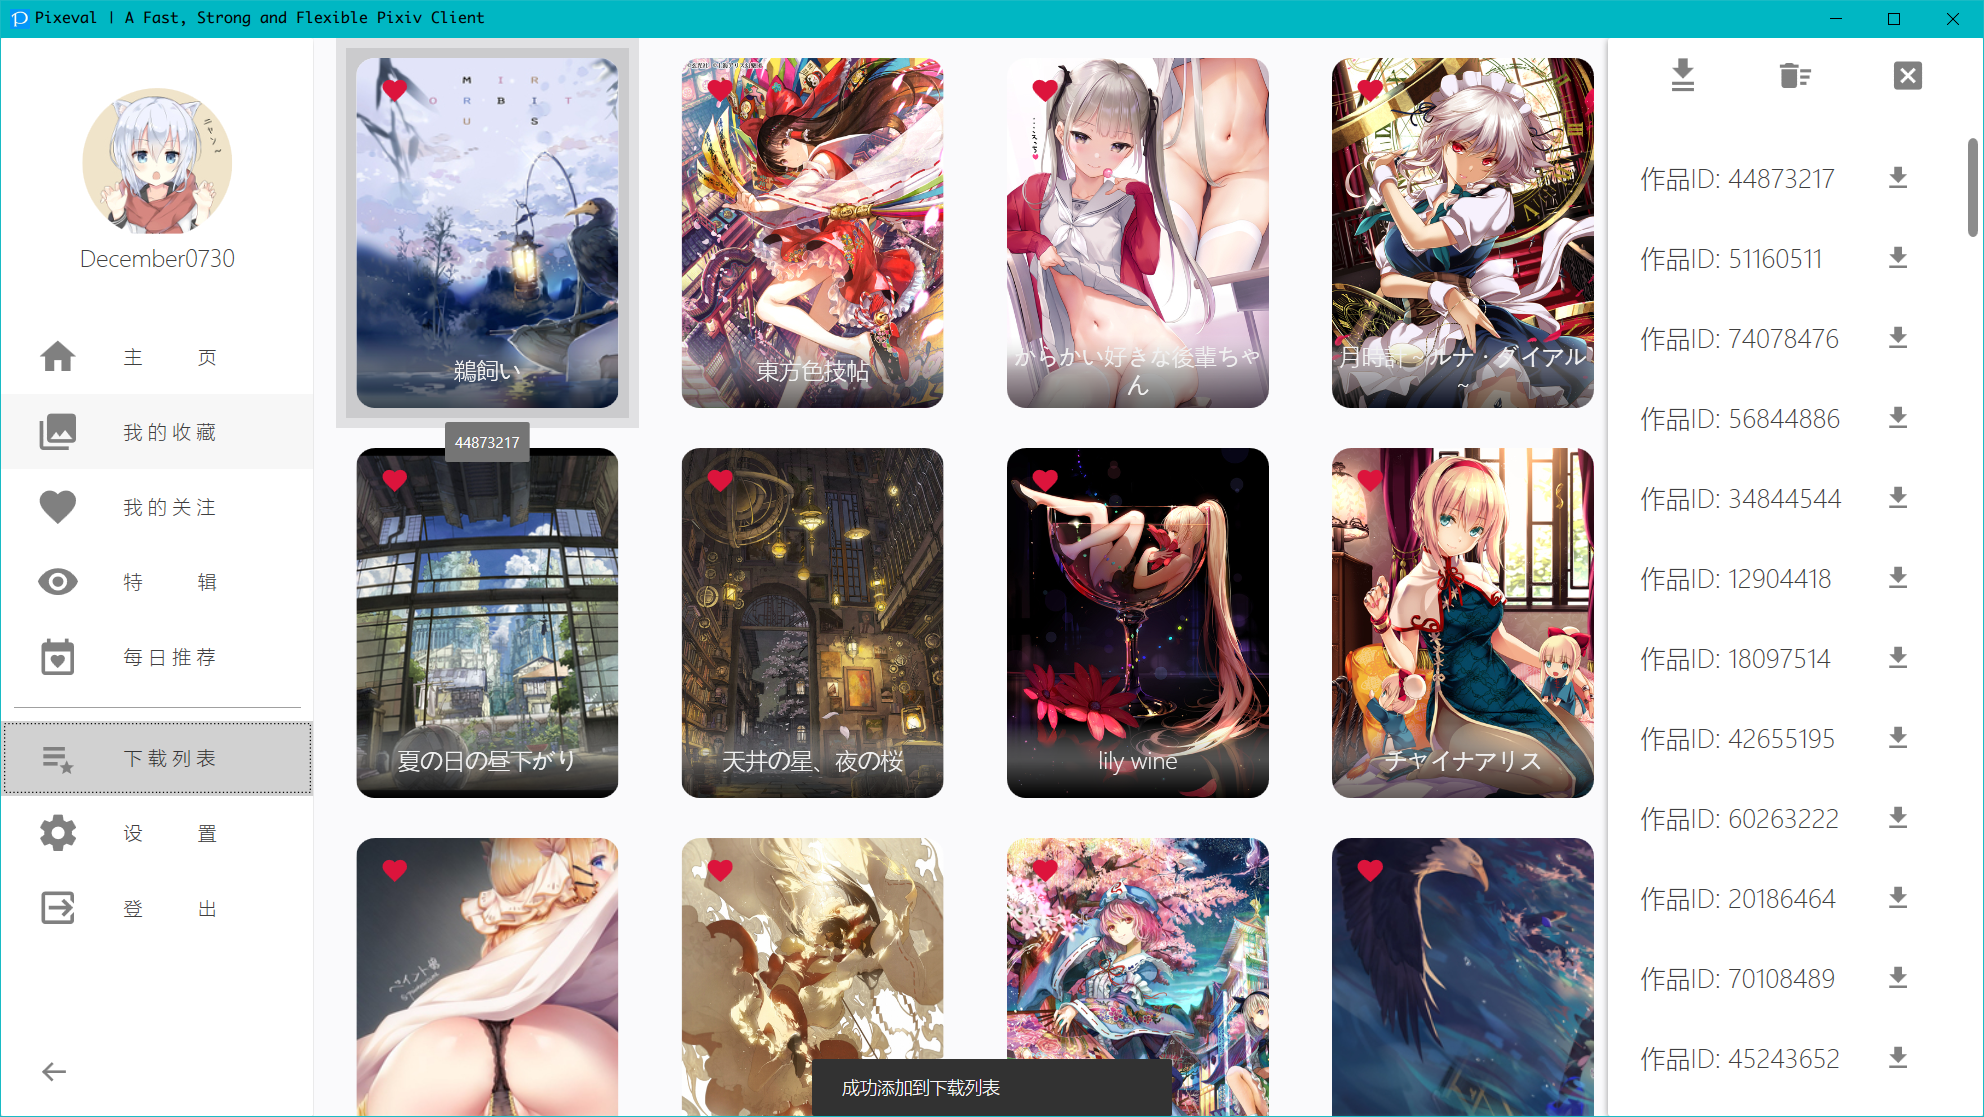 Pixeval | A Fast, Strong and Flexible Pixiv Client
December0730
主 页
我的收藏
我的关注
特 辑
每日推荐
下载列表
设 置
登 出
MIR
ORBIT
US
鵜飼い
44873217
東方色技帖
からかい好きな後輩ちゃ
ん
月時計~ルナ・ダイアル
~
夏の日の昼下がり
天井の星、夜の桜
lily wine
チャイナアリス
成功添加到下载列表
作品ID: 44873217
作品ID: 51160511
作品ID: 74078476
作品ID: 56844886
作品ID: 34844544
作品ID: 12904418
作品ID: 18097514
作品ID: 42655195
作品ID: 60263222
作品ID: 20186464
作品ID: 70108489
作品ID: 45243652